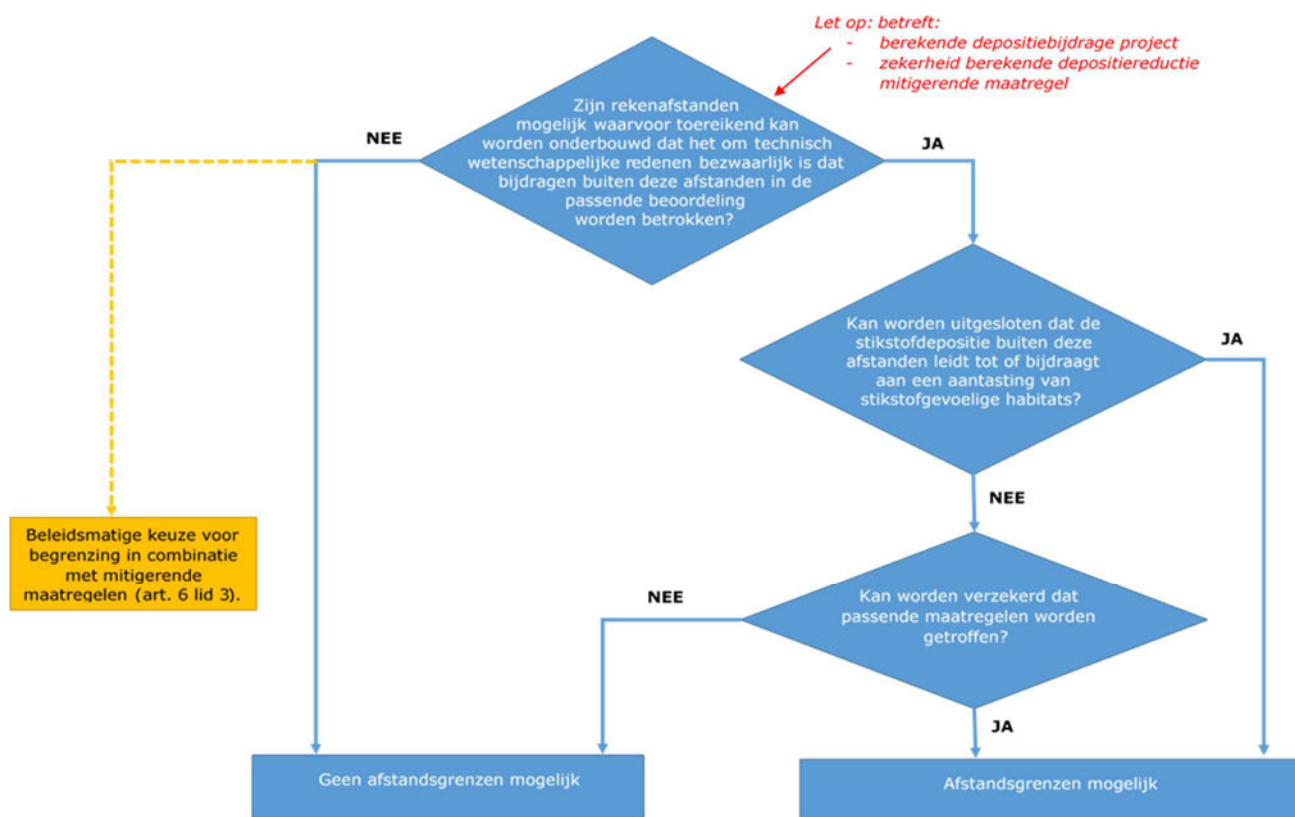 Let op: betreft:
- berekende depositiebijdrage project
- zekerheid berekende depositiereductie
mitigerende maatregel
Zijn rekenafstanden
mogelijk waarvoor toereikend kan
worden onderbouwd dat het om technisch
wetenschappelijke redenen bezwaarlijk is dat
bijdragen buiten deze afstanden in de
passende beoordeling
worden betrokken?
NEE
JA
Kan worden uitgesloten dat de
stikstofdepositie buiten deze
afstanden leidt tot of bijdraagt
aan een aantasting van
stikstofgevoelige habitats?
JA
NEE
Beleidsmatige keuze voor
begrenzing in combinatie
met mitigerende
maatregelen (art. 6 lid 3).
Kan worden verzekerd dat
passende maatregelen worden
getroffen?
NEE
JA
Geen afstandsgrenzen mogelijk
Afstandsgrenzen mogelijk